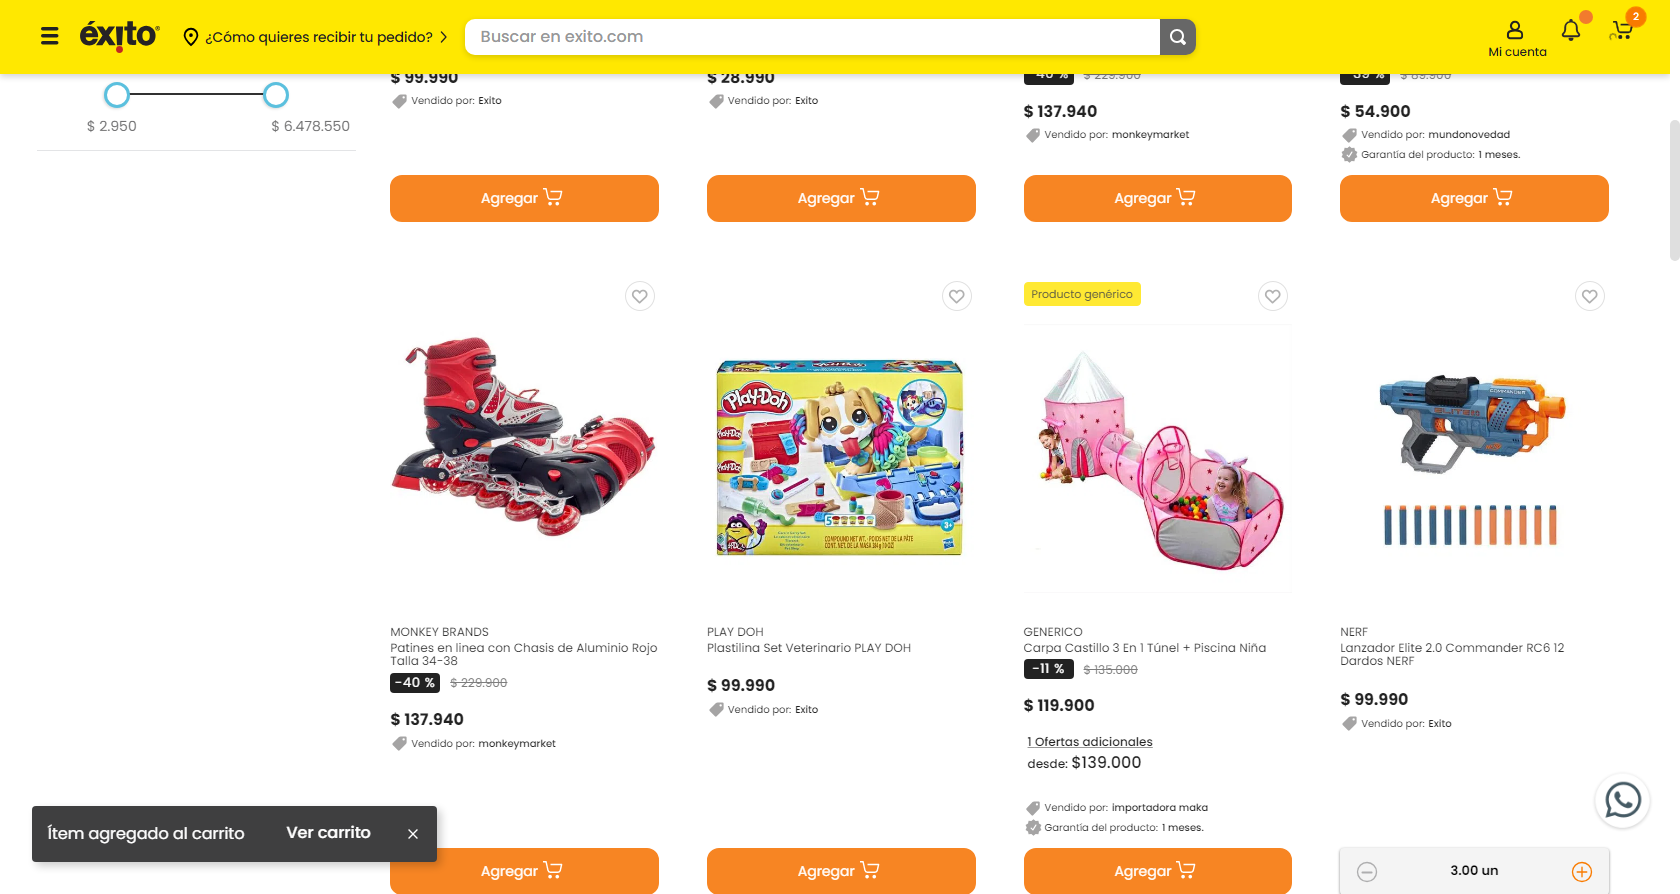 éxito
¿Cómo quieres recibir tu pedido?
Buscar en exito.com
Mi cuenta
2
$ 2.950
$ 6.478.550
$ 99.990
Vendido por: Exito
$ 28.990
Vendido por: Exito
-40 % $ 229.900
$ 137.940
Vendido por: monkeymarket
-39 % $ 89.900
$ 54.900
Vendido por: mundonovedad
Garantía del producto: 1 meses.
Agregar
Agregar
Agregar
Agregar
Producto genérico
Play-Doh
3+
COMMANDER
MONKEY BRANDS
Patines en linea con Chasis de Aluminio Rojo
Talla 34-38
-40 % $ 229.900
$ 137.940
Vendido por: monkeymarket
PLAY DOH
Plastilina Set Veterinario PLAY DOH
$ 99.990
Vendido por: Exito
GENERICO
Carpa Castillo 3 En 1 Túnel + Piscina Niña
-11 % $ 135.000
$ 119.900
1 Ofertas adicionales
desde: $139.000
Vendido por: importadora maka
Garantía del producto: 1 meses.
NERF
Lanzador Elite 2.0 Commander RC6 12
Dardos NERF
$ 99.990
Vendido por: Exito
Ítem agregado al carrito Ver carrito
Agregar
Agregar
Agregar
3.00 un